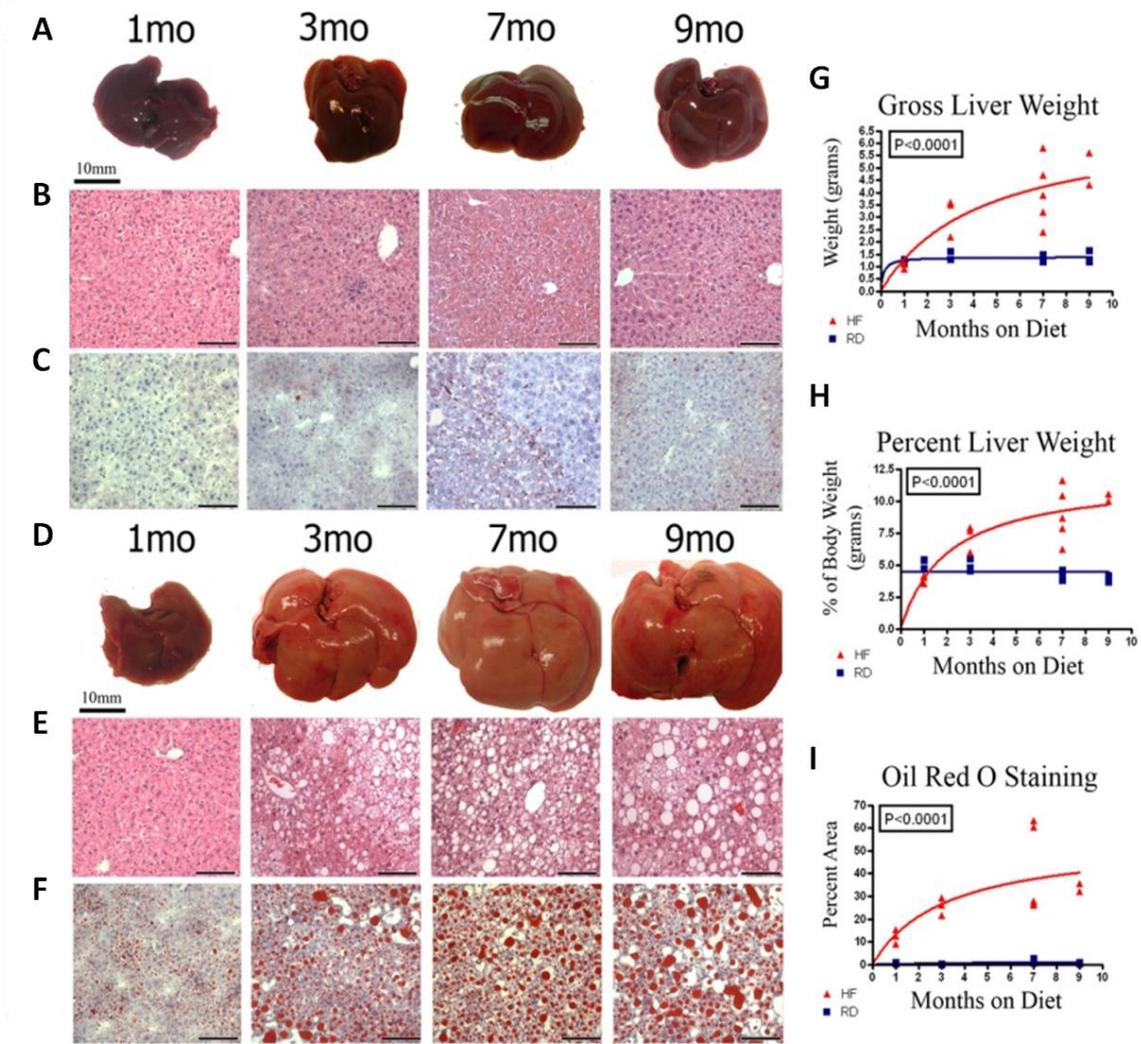 A
1mo 3mo 7mo 9mo
10mm
B
C
D
1mo 3mo 7mo 9mo
10mm
E
F
G
Gross Liver Weight
P<0.0001
Weight (grams)
6.5
6.0
5.5
5.0
4.5
4.0
3.5
3.0
2.5
2.0
1.5
1.0
0.5
0.0
0 1 2 3 4 5 6 7 8 9 10
Months on Diet
HF
RD
H
Percent Liver Weight
P<0.0001
% of Body Weight
(grams)
12.5
10.0
7.5
5.0
2.5
0.0
0 1 2 3 4 5 6 7 8 9 10
Months on Diet
HF
RD
I
Oil Red O Staining
P<0.0001
Percent Area
70
60
50
40
30
20
10
0
0 1 2 3 4 5 6 7 8 9 10
Months on Diet
HF
RD